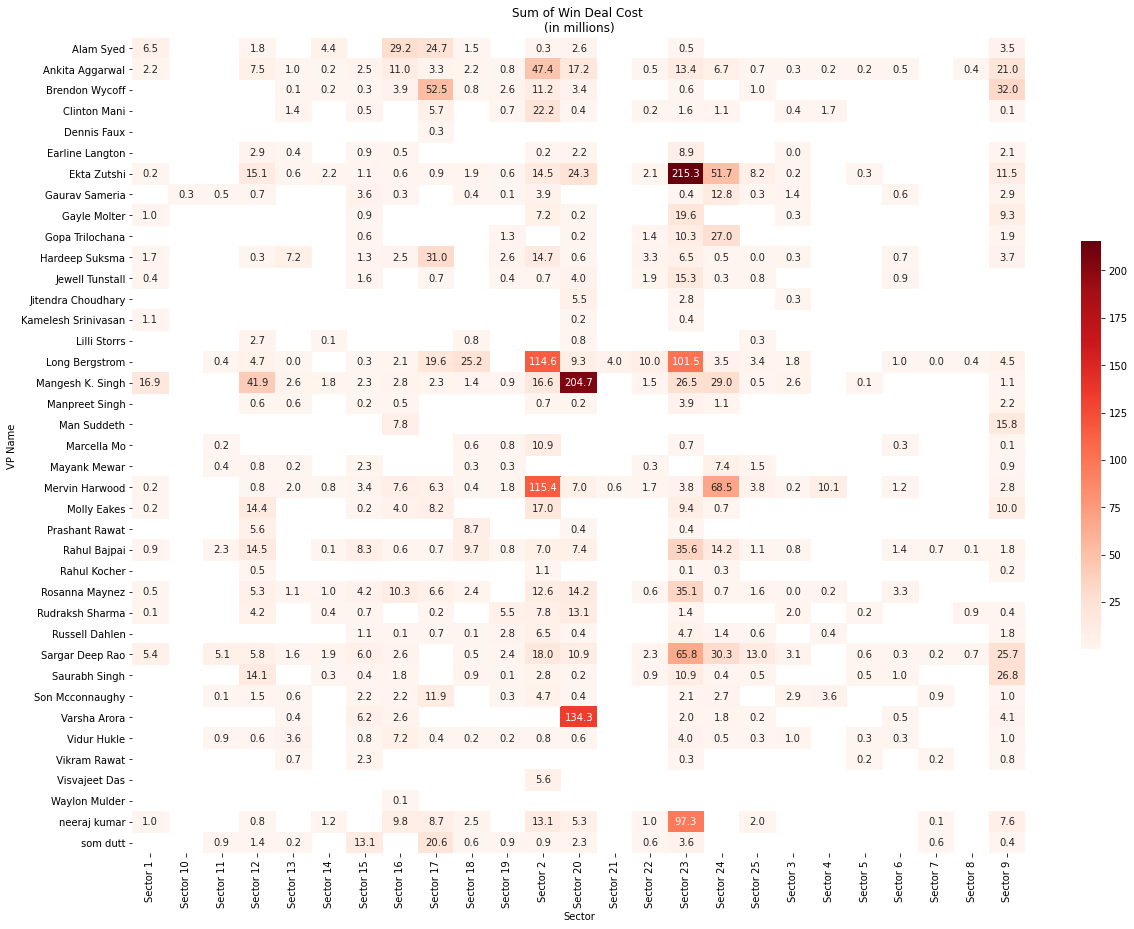 Sum of Win Deal Cost
(in millions)
Alam Syed 6.5 1.8 4.4 29.2 24.7 1.5 0.3 2.6 0.5 3.5
Ankita Aggarwal 2.2 7.5 1.0 0.2 2.5 11.0 3.3 2.2 0.8 47.4 17.2 0.5 13.4 6.7 0.7 0.3 0.2 0.2 0.5 0.4 21.0
Brendon Wycoff 0.1 0.2 0.3 3.9 52.5 0.8 2.6 11.2 3.4 0.6 1.0 32.0
Clinton Mani 1.4 0.5 5.7 0.7 22.2 0.4 0.2 1.6 1.1 0.4 4.7 0.1
Dennis Faux 0.3
Earline Langton 2.9 0.4 0.9 0.5 0.2 2.2 8.9 0.0 2.1
Ekta Zutshi 0.2 15.1 0.6 2.2 1.1 0.6 0.9 1.9 0.6 14.5 24.3 2.1 215.3 51.7 8.2 0.2 0.3 11.5
Gaurav Sameria 0.3 0.5 0.7 3.6 0.3 0.4 0.1 3.9 0.4 12.8 0.3 1.4 0.6 2.9
Gayle Molter 1.0 0.9 7.2 0.2 19.6 0.3 9.3
Gopa Trilochana 0.6 1.3 0.2 1.4 10.3 27.0 1.9
Hardeep Suksma 1.7 0.3 7.2 1.3 2.5 31.0 2.6 14.7 0.6 3.3 6.5 0.5 0.0 0.3 0.7 3.7
Jewell Tunstall 0.4 1.6 0.7 0.4 0.7 4.0 1.9 15.3 0.3 0.8 0.9
Jitendra Choudhary 5.5 2.8 0.3
Kamelesh Srinivasan 1.1 0.2 0.4
Lilli Storrs 2.7 0.1 0.8 0.8 0.3
Long Bergstrom 0.4 4.7 0.0 0.3 2.1 19.6 25.2 114.6 9.3 4.0 10.0 101.5 3.5 3.4 1.8 1.0 0.0 0.4 4.5
Mangesh K. Singh 16.9 41.9 2.6 1.8 2.3 2.8 2.3 1.4 0.9 16.6 204.7 1.5 26.5 29.0 0.5 2.6 0.1 1.1
Manpreet Singh 0.6 0.6 0.2 0.5 0.7 0.2 3.9 1.1 2.2
Man Suddeth 7.8 15.8
Marcella Mo 0.2 0.6 0.8 10.9 0.7 0.3 0.1
Mayank Mewar 0.4 0.8 0.2 2.3 0.3 0.3 0.3 7.4 1.5 0.9
Mervin Harwood 0.2 0.8 2.0 0.8 3.4 7.6 6.3 0.4 1.8 115.4 7.0 0.6 1.7 3.8 68.5 3.8 0.2 10.1 1.2 2.8
Molly Eakes 0.2 14.4 0.2 4.0 8.2 17.0 9.4 0.7 10.0
Prashant Rawat 5.6 8.7 0.4 0.4
Rahul Bajpai 0.9 2.3 14.5 0.1 8.3 0.6 0.7 9.7 0.8 7.0 7.4 35.6 14.2 1.1 0.8 1.4 0.7 0.1 1.8
Rahul Kocher 0.5 1.1 0.1 0.3 0.2
Rosanna Maynez 0.5 5.3 1.1 1.0 4.2 10.3 6.6 2.4 12.6 14.2 0.6 35.1 0.7 1.6 0.0 0.2 3.3
Rudraksh Sharma 0.1 4.2 0.4 0.7 0.2 5.5 7.8 13.1 1.4 2.0 0.2 0.9 0.4
Russell Dahlen 1.1 0.1 0.7 0.1 2.8 6.5 0.4 4.7 1.4 0.6 0.4 1.8
Sargar Deep Rao 5.4 5.1 5.8 1.6 1.9 6.0 2.6 0.5 2.4 18.0 10.9 2.3 65.8 30.3 13.0 3.1 0.6 0.3 0.2 0.7 25.7
Saurabh Singh 14.1 0.3 0.4 1.8 0.9 0.1 2.8 0.2 0.9 10.9 0.4 0.5 0.5 1.0 26.8
Son Mcconnaughy 0.1 1.5 0.6 2.2 2.2 11.9 0.3 4.7 0.4 2.1 2.7 2.9 3.6 0.9 1.0
Varsha Arora 0.4 6.2 2.6 134.3 2.0 1.8 0.2 0.5 4.1
Vidur Hukle 0.9 0.6 3.6 0.8 7.2 0.4 0.2 0.2 0.8 0.6 4.0 0.5 0.3 1.0 0.3 0.3 1.0
Vikram Rawat 0.7 2.3 0.3 0.2 0.2 0.8
Visvajeet Das 5.6
Waylon Mulder 0.1
neeraj kumar 1.0 0.8 1.2 9.8 8.7 2.5 13.1 5.3 1.0 97.3 2.0 0.1 7.6
som dutt 0.9 1.4 0.2 13.1 20.6 0.6 0.9 0.9 2.3 0.6 3.6 0.6 0.4
Sector 1 Sector 10 Sector 11 Sector 12 Sector 13 Sector 14 Sector 15 Sector 16 Sector 17 Sector 18 Sector 19 Sector 2 Sector 20 Sector 21 Sector 22 Sector 23 Sector 24 Sector 25 Sector 3 Sector 4 Sector 5 Sector 6 Sector 7 Sector 8 Sector 9
Sector
VP Name
200
175
150
125
100
75
50
25